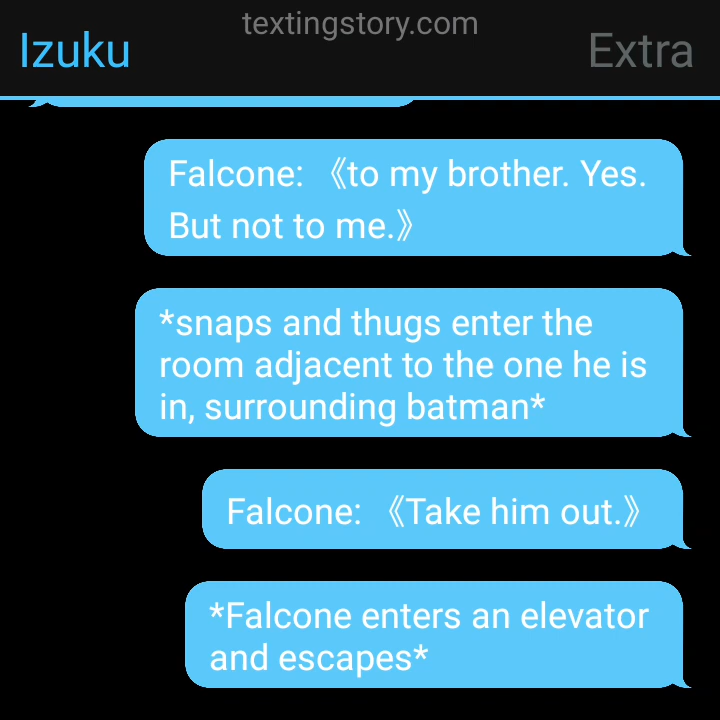 textingstory.com
Izuku
Extra
Falcone: 《to my brother. Yes.
But not to me.》
*snaps and thugs enter the
room adjacent to the one he is
in, surrounding batman*
Falcone: 《Take him out.》
*Falcone enters an elevator
and escapes*